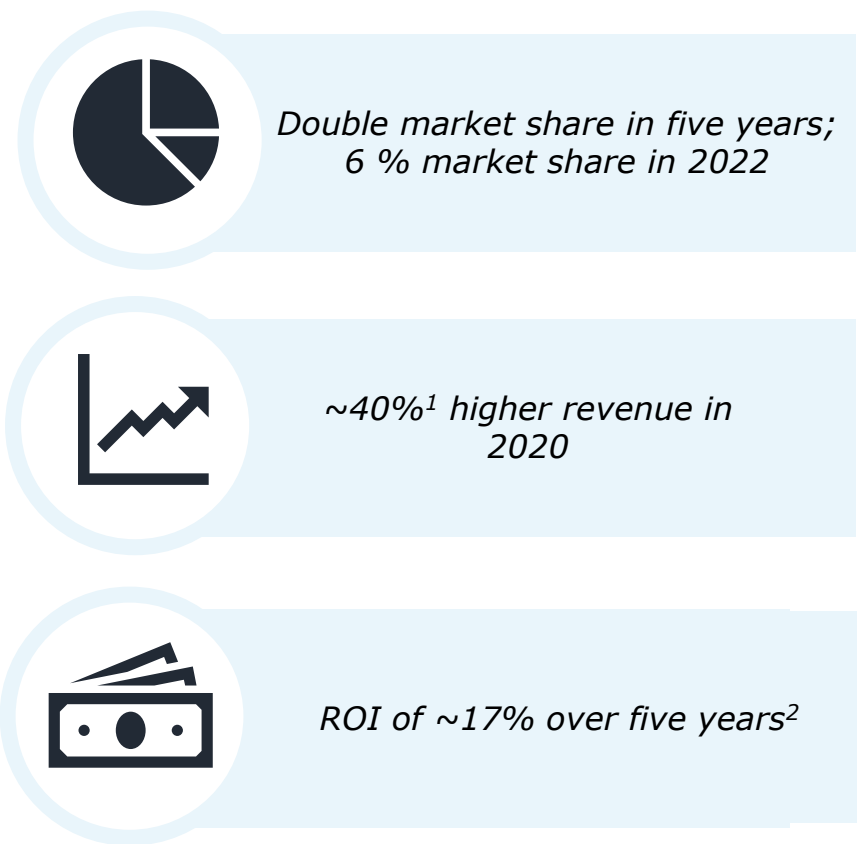 Double market share in five years;
6 % market share in 2022
~40%¹ higher revenue in
2020
ROI of ~17% over five years²